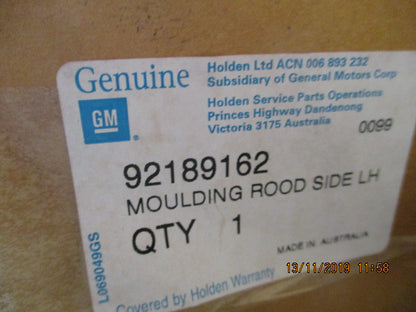 Genuine
GM
Holden Ltd ACN 006 893 232
Subsidiary of General Motors Corp
Holden Service Parts Operations
Princes Highway Dandenong
Victoria 3175 Australia
0099
92189162
MOULDING ROOD SIDE LH
QTY 1
MADE IN AUSTRALIA
L069049GS
Covered by Holden Warranty
13/11/2019 11:58